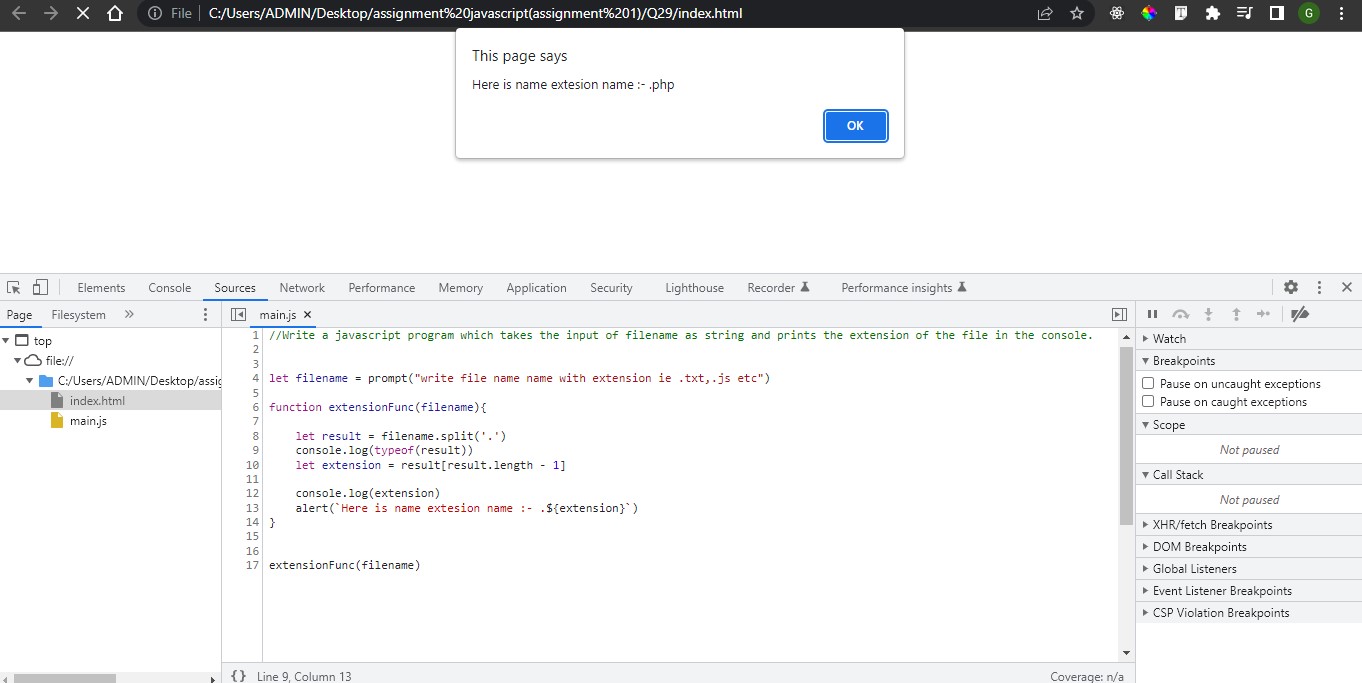 File C:/Users/ADMIN/Desktop/assignment%20javascript(assignment%201)/Q29/index.html
G
This page says
Here is name extesion name :- .php
OK
Elements Console Sources Network Performance Memory Application Security Lighthouse Recorder Performance insights
Page Filesystem »
main.js ×
top
file://
C:/Users/ADMIN/Desktop/assig
index.html
main.js
1 //Write a javascript program which takes the input of filename as string and prints the extension of the file in the console.
2
3
4 let filename = prompt("write file name name with extension ie .txt,.js etc")
5
6 function extensionFunc(filename){
7
8 let result = filename.split('.')
9 console.log(typeof(result))
10 let extension = result[result.length - 1]
11
12 console.log(extension)
13 alert(`Here is name extesion name :- .${extension}`)
14 }
15
16
17 extensionFunc(filename)
{} Line 9, Column 13
Coverage: n/a
Watch
Breakpoints
Pause on uncaught exceptions
Pause on caught exceptions
Scope
Not paused
Call Stack
Not paused
XHR/fetch Breakpoints
DOM Breakpoints
Global Listeners
Event Listener Breakpoints
CSP Violation Breakpoints